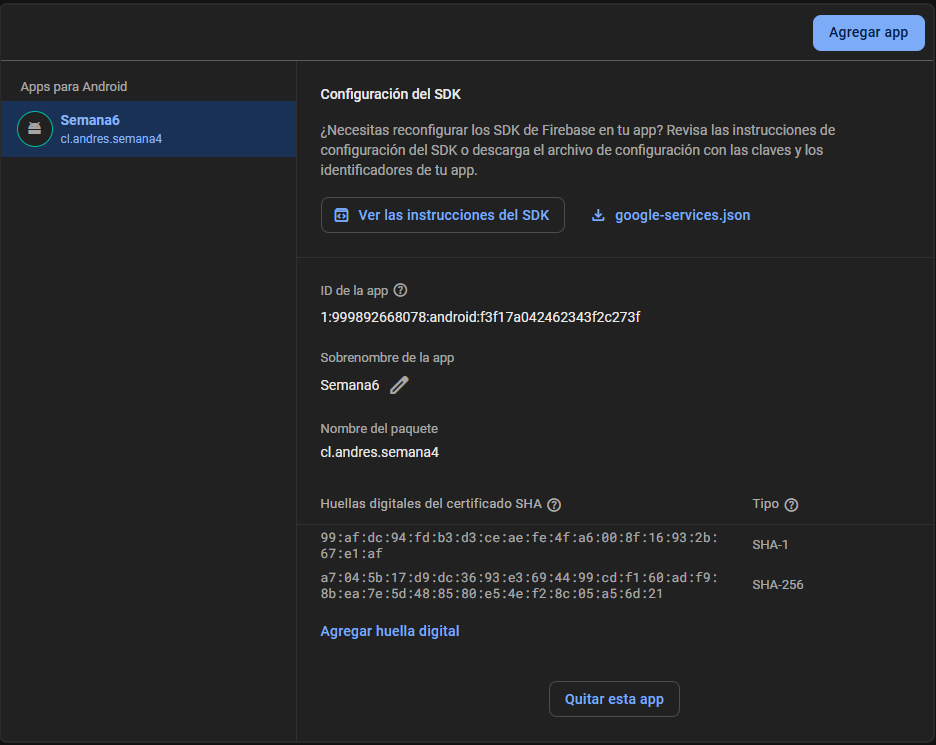 Agregar app
Apps para Android
Semana6
cl.andres.semana4
Configuración del SDK
¿Necesitas reconfigurar los SDK de Firebase en tu app? Revisa las instrucciones de
configuración del SDK o descarga el archivo de configuración con las claves y los
identificadores de tu app.
Ver las instrucciones del SDK
google-services.json
ID de la app
1:999892668078:android:f3f17a042462343f2c273f
Sobrenombre de la app
Semana6
Nombre del paquete
cl.andres.semana4
Huellas digitales del certificado SHA
Tipo
99:af:dc:94:fd:b3:d3:ce:ae:fe:4f:a6:00:8f:16:93:2b:
67:e1:af
SHA-1
a7:04:5b:17:d9:dc:36:93:e3:69:44:99:cd:f1:60:ad:f9:
8b:ea:7e:5d:48:85:80:e5:4e:f2:8c:05:a5:6d:21
SHA-256
Agregar huella digital
Quitar esta app